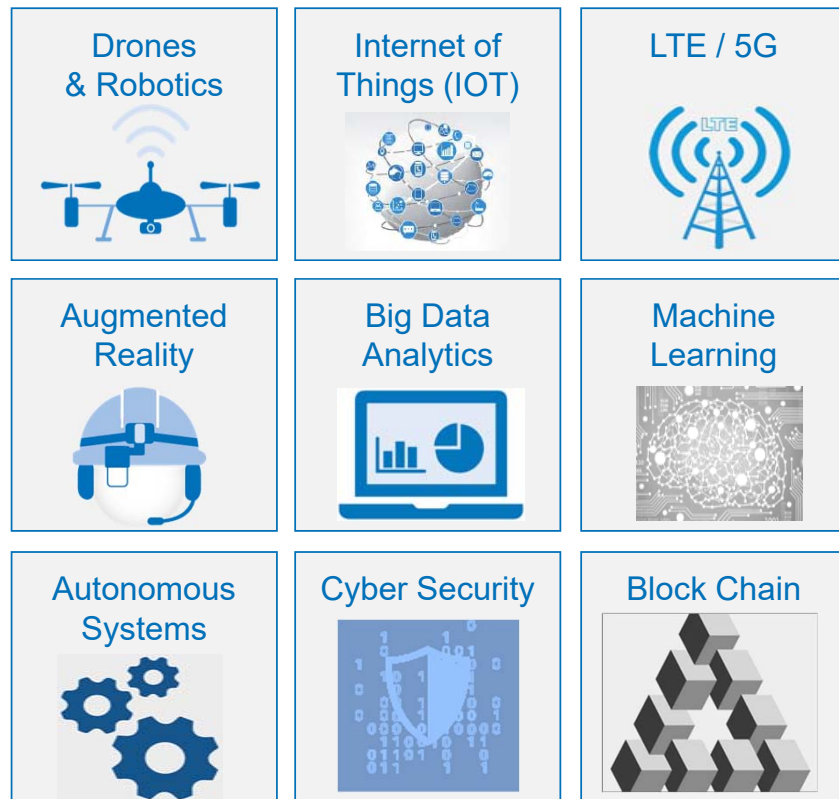 Drones
& Robotics
Internet of
Things (IOT)
LTE / 5G
LTE
Augmented
Reality
Big Data
Analytics
Machine
Learning
Autonomous
Systems
Cyber Security
Block Chain